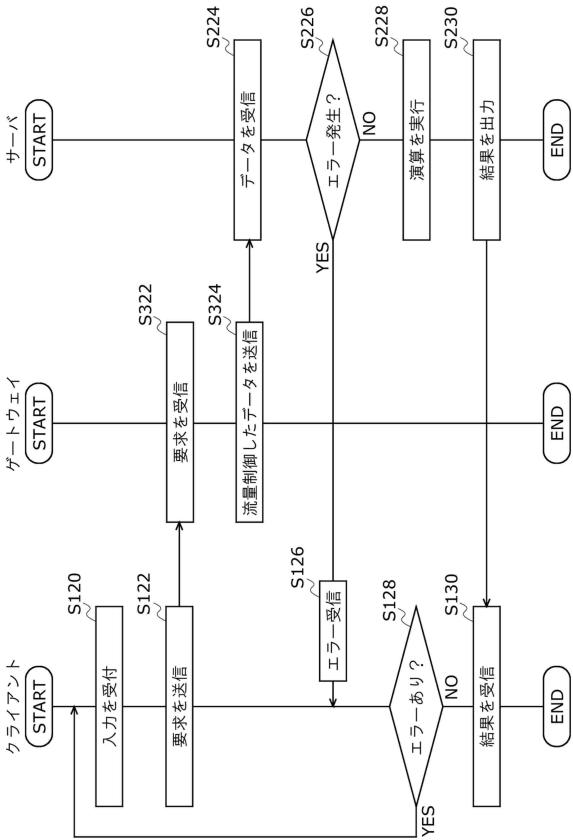 クライアント
START
S120
入力を受付
S122
要求を送信
S126
エラー受信
S128
エラーあり?
YES
NO
S130
結果を受信
END
ゲートウェイ
START
S322
要求を受信
S324
流量制御したデータを送信
END
サーバ
START
S224
データを受信
S226
エラー発生?
YES
NO
S228
演算を実行
S230
結果を出力
END